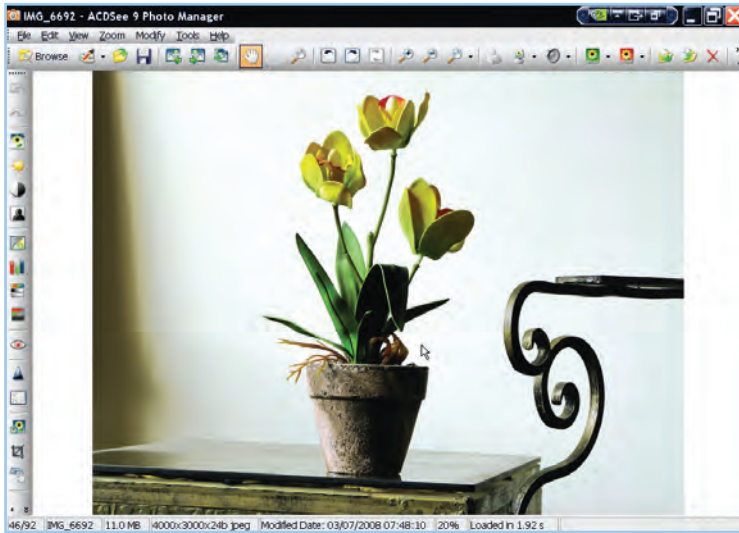 IMG_6692 - ACDSee 9 Photo Manager
File Edit View Zoom Modify Tools Help
Browse
46/92 IMG_6692 11.0 MB 4000x3000x24b jpeg Modified Date: 03/07/2008 07:48:10 20% Loaded in 1.92 s